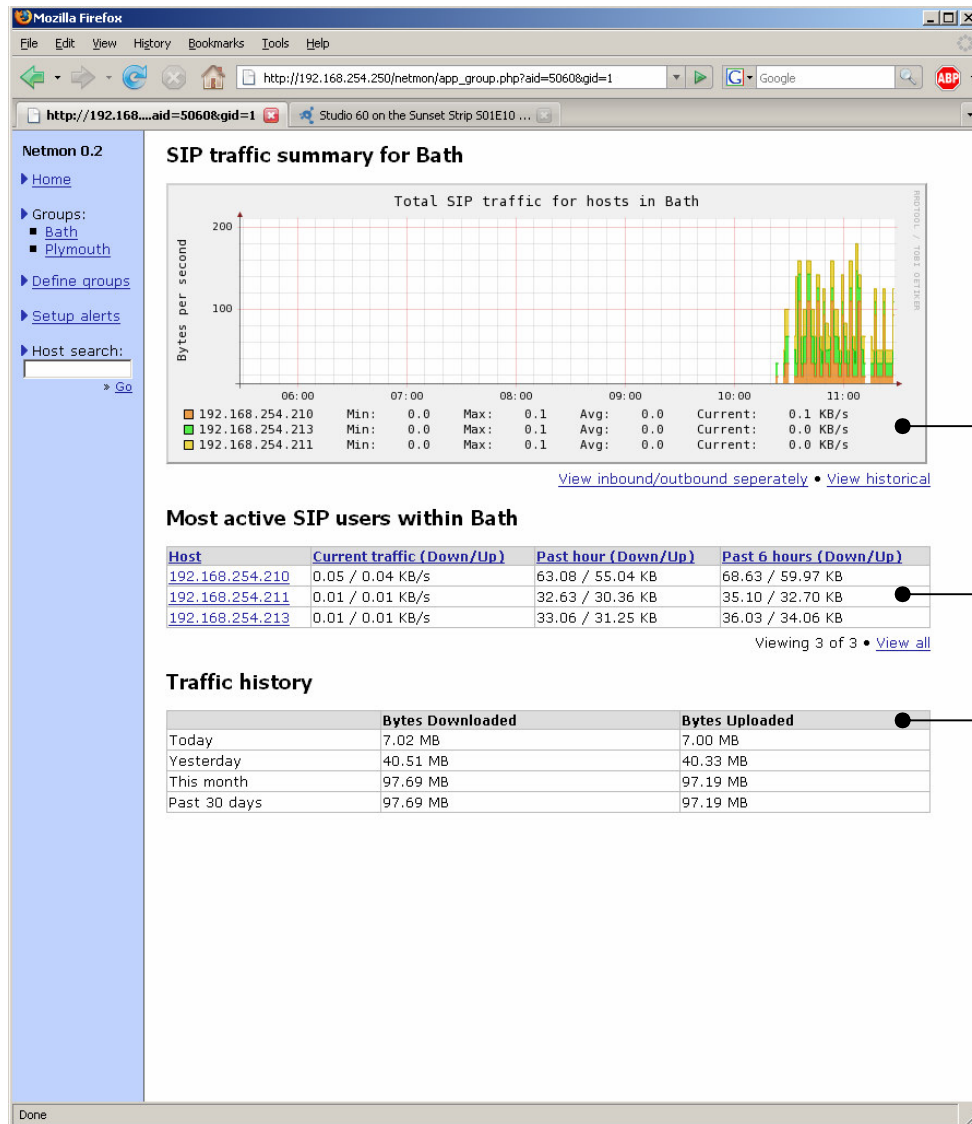 Mozilla Firefox
File Edit View History Bookmarks Tools Help
http://192.168.254.250/netmon/app_group.php?aid=5060&gid=1
G Google
ABP
http://192.168....aid=5060&gid=1
Studio 60 on the Sunset Strip S01E10 ...
Netmon 0.2
Home
Groups:
Bath
Plymouth
Define groups
Setup alerts
Host search:
» Go
SIP traffic summary for Bath
Total SIP traffic for hosts in Bath
RRDTOOL / TOBI OETIKER
Bytes per second
200
100
06:00 07:00 08:00 09:00 10:00 11:00
192.168.254.210 Min: 0.0 Max: 0.1 Avg: 0.0 Current: 0.1 KB/s
192.168.254.213 Min: 0.0 Max: 0.1 Avg: 0.0 Current: 0.0 KB/s
192.168.254.211 Min: 0.0 Max: 0.1 Avg: 0.0 Current: 0.0 KB/s
View inbound/outbound seperately • View historical
Most active SIP users within Bath
Host Current traffic (Down/Up) Past hour (Down/Up) Past 6 hours (Down/Up)
192.168.254.210 0.05 / 0.04 KB/s 63.08 / 55.04 KB 68.63 / 59.97 KB
192.168.254.211 0.01 / 0.01 KB/s 32.63 / 30.36 KB 35.10 / 32.70 KB
192.168.254.213 0.01 / 0.01 KB/s 33.06 / 31.25 KB 36.03 / 34.06 KB
Viewing 3 of 3 • View all
Traffic history
Bytes Downloaded Bytes Uploaded
Today 7.02 MB 7.00 MB
Yesterday 40.51 MB 40.33 MB
This month 97.69 MB 97.19 MB
Past 30 days 97.69 MB 97.19 MB
Done